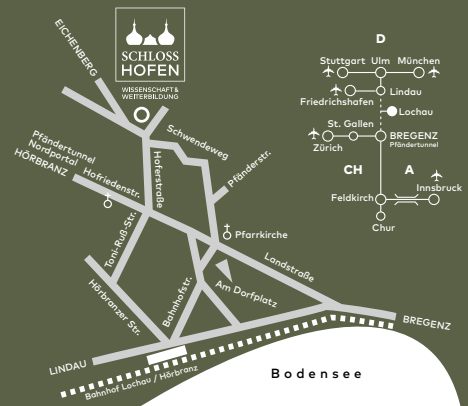 SCHLOSS
HOFEN
WISSENSCHAFT &
WEITERBILDUNG
EICHENBERG
Schwendeweg
Pfändertunnel
Nordportal
HÖRBRANZ
Hofriedenstr.
Hoferstraße
Pfänderstr.
Toni-Ruß-Str.
Pfarrkirche
Landstraße
Hörbranzer Str.
Bahnhofstr.
Am Dorfplatz
LINDAU
Bahnhof Lochau / Hörbranz
BREGENZ
Bodensee
D
Stuttgart Ulm München
Lindau
Friedrichshafen
Lochau
St. Gallen
BREGENZ
Pfändertunnel
Zürich
CH A
Innsbruck
Feldkirch
Chur